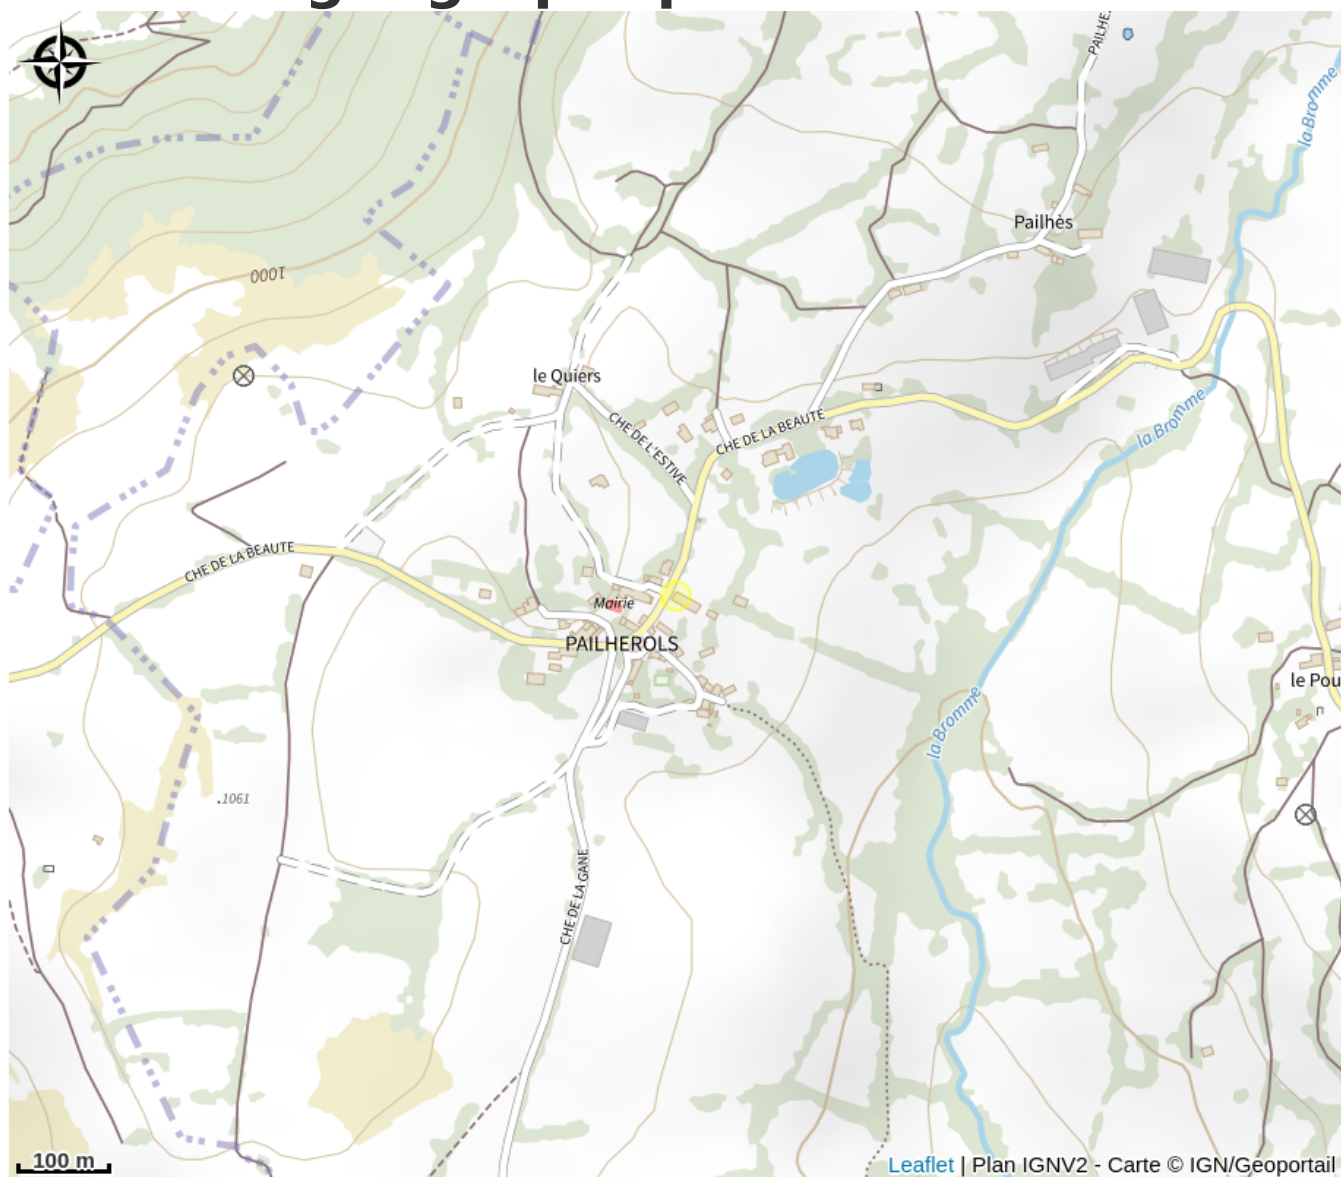 PAILHE
la Bromme
Pailhès
1000
le Quiers
CHE DE L'ESTIVE
CHE DE LA BEAUTE
la Bromme
CHE DE LA BEAUTE
Mairie
PAILHEROLS
le Pou
la Bromme
.1061
CHE DE LA GANE
100 m
Leaflet | Plan IGNV2 - Carte © IGN/Geoportail